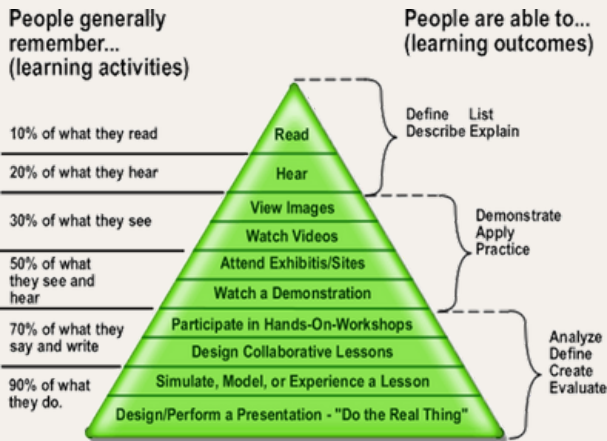 People generally
remember...
(learning activities)
People are able to...
(learning outcomes)
10% of what they read
20% of what they hear
30% of what they see
50% of what
they see and
hear
70% of what they
say and write
90% of what
they do.
Read
Hear
View Images
Watch Videos
Attend Exhibitis/Sites
Watch a Demonstration
Participate in Hands-On-Workshops
Design Collaborative Lessons
Simulate, Model, or Experience a Lesson
Design/Perform a Presentation - "Do the Real Thing"
Define List
Describe Explain
Demonstrate
Apply
Practice
Analyze
Define
Create
Evaluate